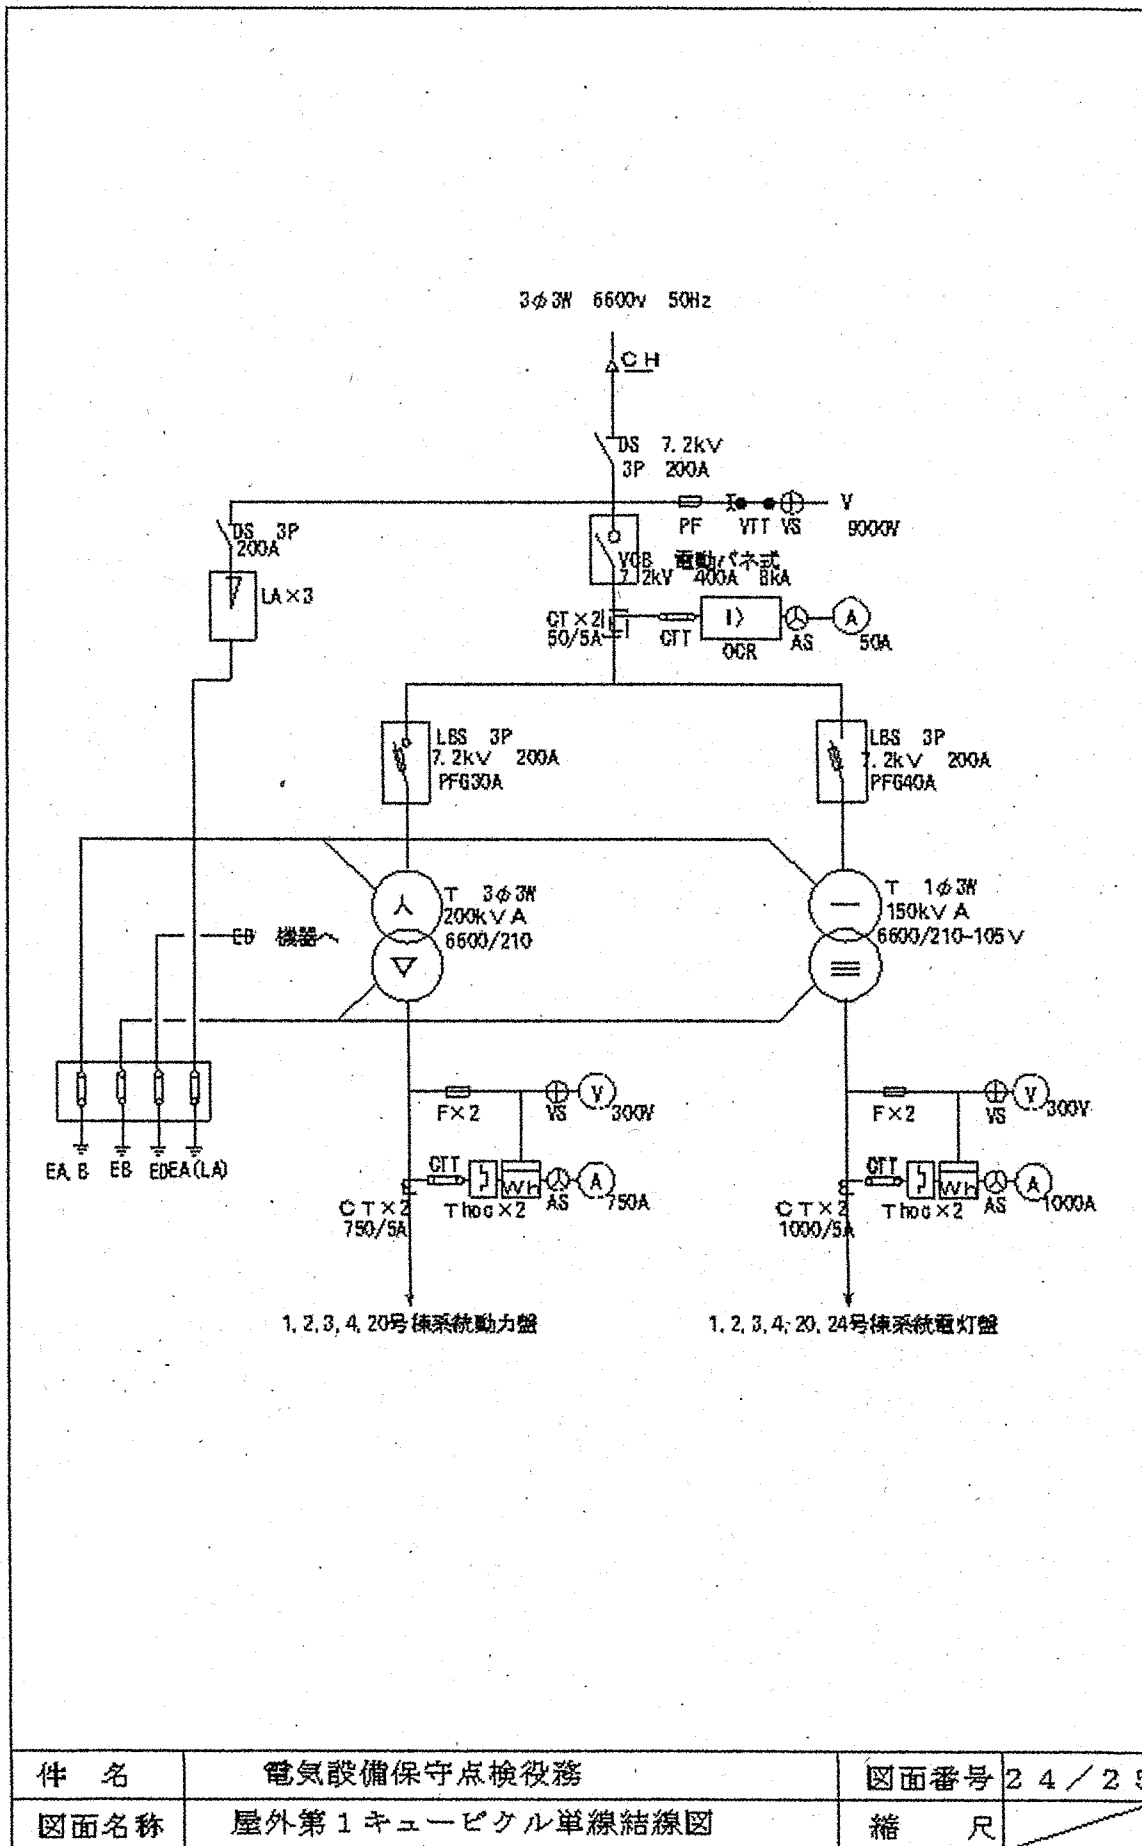 3φ3W 6600v 50Hz
CH
DS 7.2kV
3P 200A
PF VTT VS V
9000V
DS 3P
200A
LA×3
VCB 電動バネ式
7.2kV 400A 8kA
CT×2
50/5A
CTT
I>
OCR
AS
A
50A
LBS 3P
7.2kV 200A
PFG30A
LBS 3P
7.2kV 200A
PFG40A
T 3φ3W
200kVA
6600/210
T 1φ3W
150kVA
6600/210-105V
ED 機器へ
EA,B EB ED EA(LA)
F×2
VS
V
300V
CTT
CT×2
750/5A
Thoc×2
Wh
AS
A
750A
F×2
VS
V
300V
CTT
CT×2
1000/5A
Thoc×2
Wh
AS
A
1000A
1,2,3,4,20号棟系統動力盤
1,2,3,4,20,24号棟系統電灯盤
件 名 電気設備保守点検役務 図面番号 24/25
図面名称 屋外第1キュービクル単線結線図 縮 尺